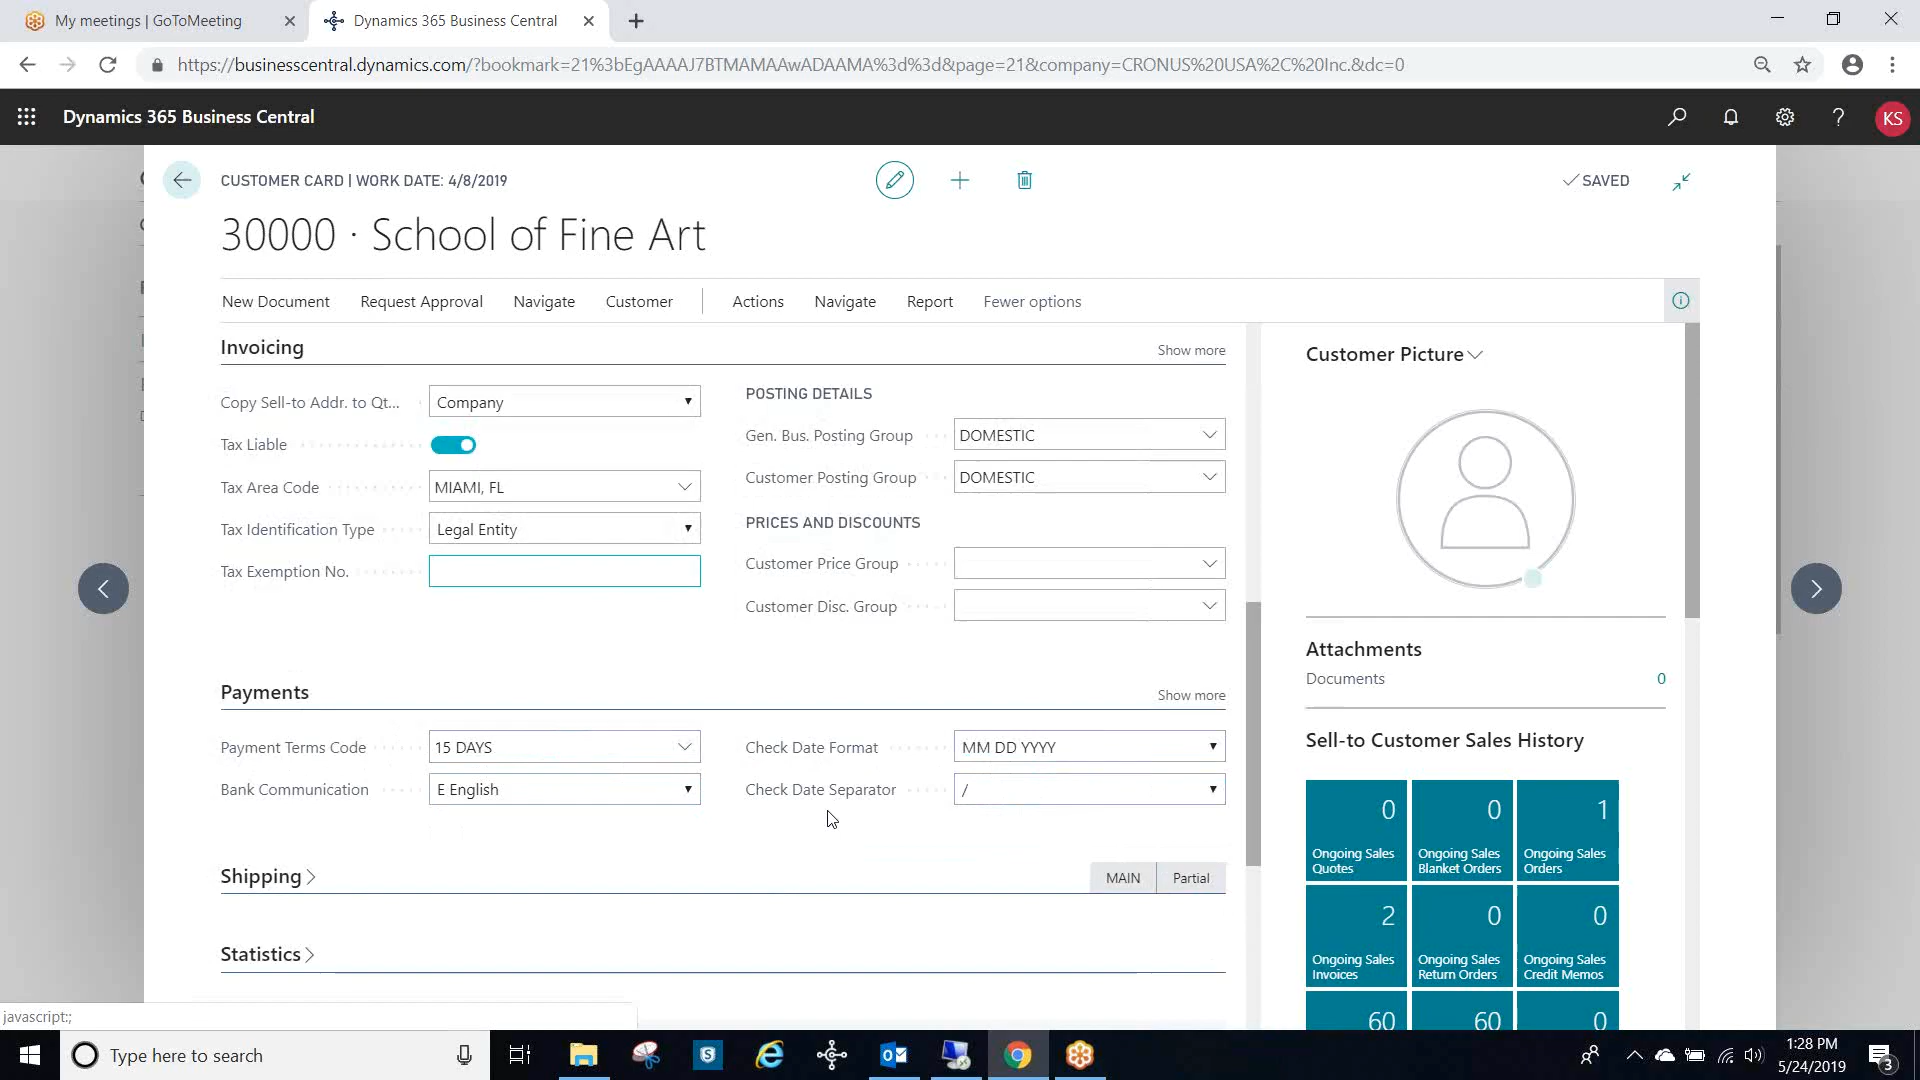 My meetings | GoToMeeting
Dynamics 365 Business Central
https://businesscentral.dynamics.com/?bookmark=21%3bEgAAAAJ7BTMAMAAwADAAMA%3d%3d&page=21&company=CRONUS%20USA%2C%20Inc.&dc=0
Dynamics 365 Business Central
?
KS
CUSTOMER CARD | WORK DATE: 4/8/2019
SAVED
30000 · School of Fine Art
New Document
Request Approval
Navigate
Customer
Actions
Navigate
Report
Fewer options
Invoicing
Show more
Copy Sell-to Addr. to Qt...
Company
Tax Liable
Tax Area Code
MIAMI, FL
Tax Identification Type
Legal Entity
Tax Exemption No.
POSTING DETAILS
Gen. Bus. Posting Group
DOMESTIC
Customer Posting Group
DOMESTIC
PRICES AND DISCOUNTS
Customer Price Group
Customer Disc. Group
Payments
Show more
Payment Terms Code
15 DAYS
Bank Communication
E English
Check Date Format
MM DD YYYY
Check Date Separator
/
Shipping
MAIN
Partial
Statistics
Customer Picture
Attachments
Documents
0
Sell-to Customer Sales History
0
Ongoing Sales
Quotes
0
Ongoing Sales
Blanket Orders
1
Ongoing Sales
Orders
2
Ongoing Sales
Invoices
0
Ongoing Sales
Return Orders
0
Ongoing Sales
Credit Memos
60
60
0
javascript:;
Type here to search
1:28 PM
5/24/2019
3